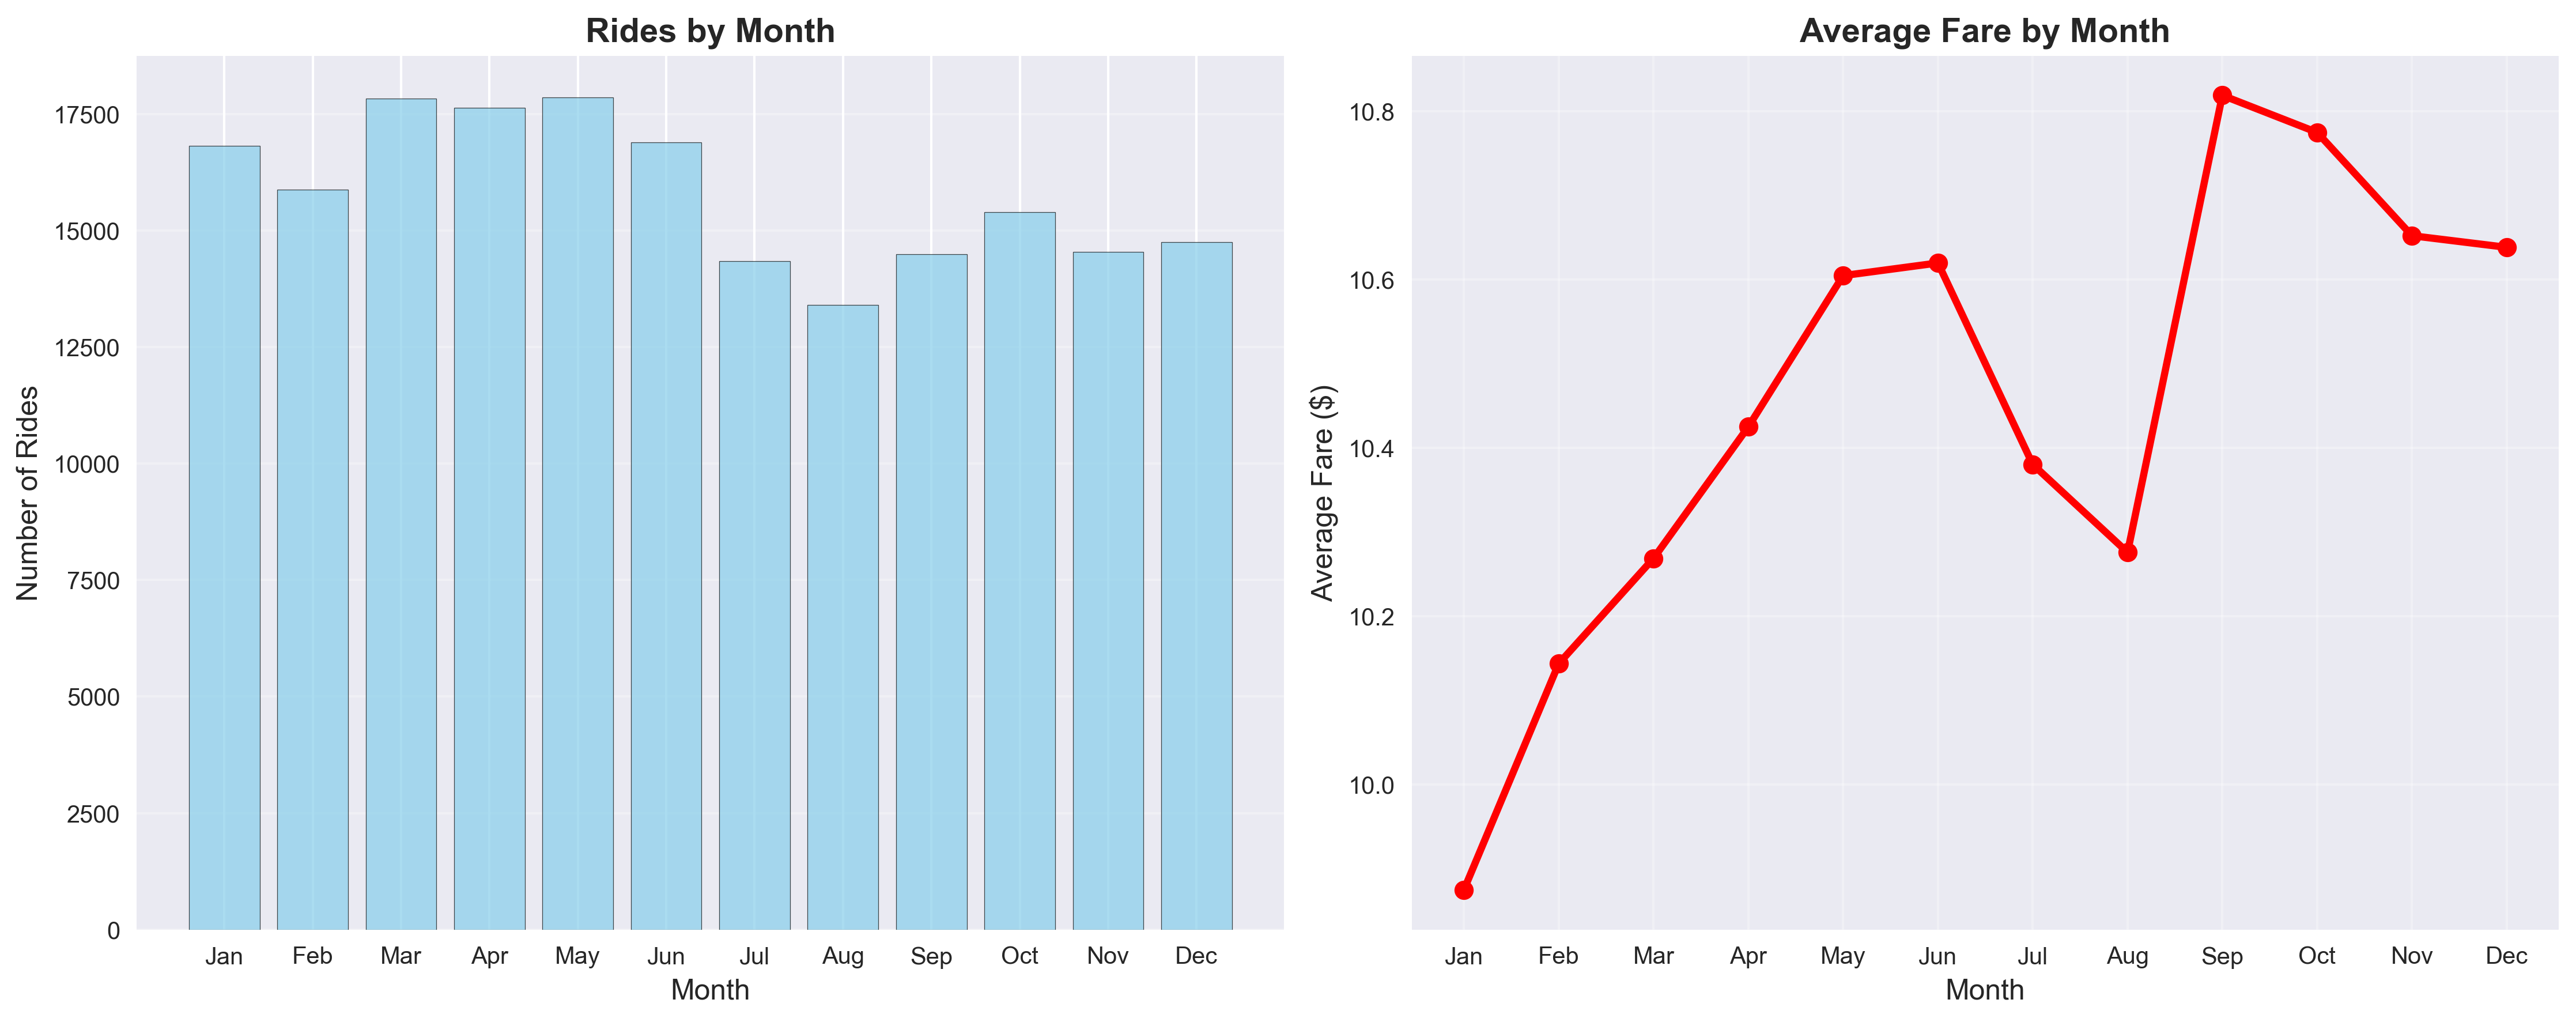 Rides by Month
17500
15000
12500
10000
7500
5000
2500
0
Number of Rides
Jan Feb Mar Apr May Jun Jul Aug Sep Oct Nov Dec
Month
Average Fare by Month
10.8
10.6
10.4
10.2
10.0
Average Fare ($)
Jan Feb Mar Apr May Jun Jul Aug Sep Oct Nov Dec
Month